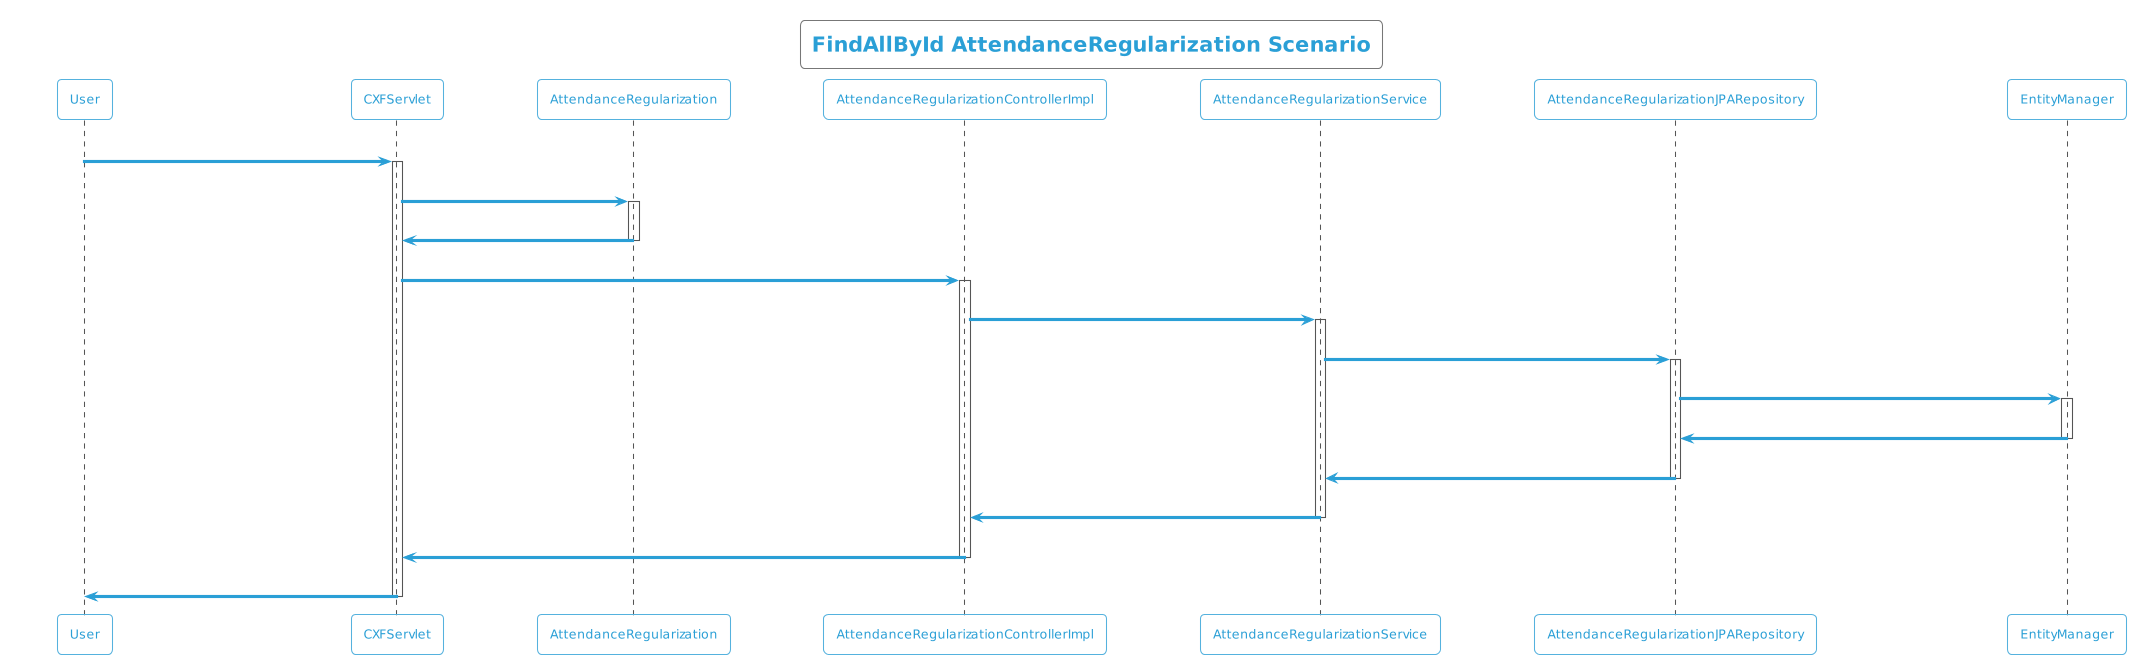 FindAllById AttendanceRegularization Scenario
User
CXFServlet
AttendanceRegularization
AttendanceRegularizationControllerImpl
AttendanceRegularizationService
AttendanceRegularizationJPARepository
EntityManager
User
CXFServlet
AttendanceRegularization
AttendanceRegularizationControllerImpl
AttendanceRegularizationService
AttendanceRegularizationJPARepository
EntityManager